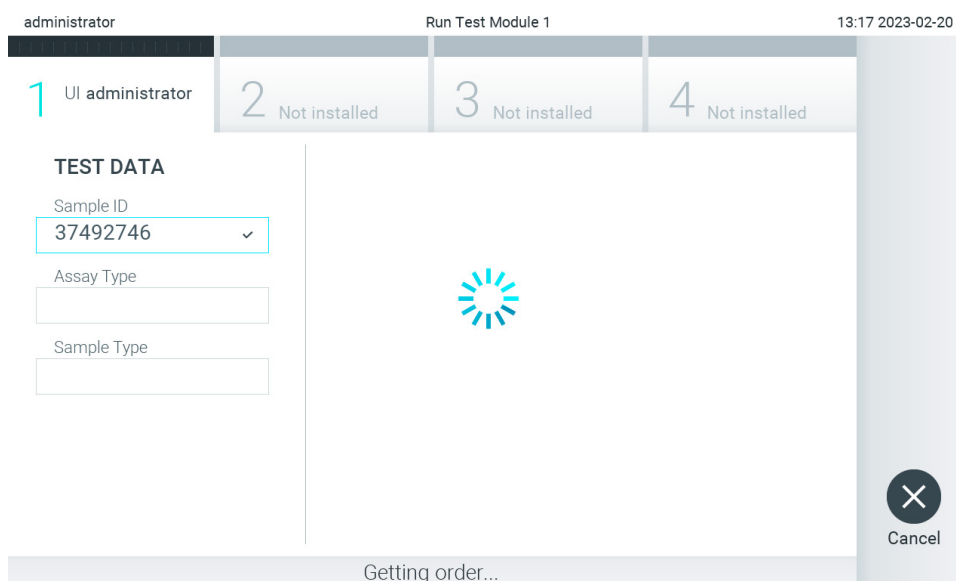 administrator Run Test Module 1 13:17 2023-02-20
1 UI administrator 2 Not installed 3 Not installed 4 Not installed
TEST DATA
Sample ID
37492746
Assay Type
Sample Type
Cancel
Getting order...